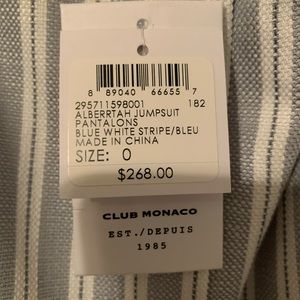 8 89040 66655 7
295711598001 182
ALBERRTAH JUMPSUIT
PANTALONS
BLUE WHITE STRIPE/BLEU
MADE IN CHINA
SIZE: 0
$268.00
CLUB MONACO
EST./DEPUIS
1985